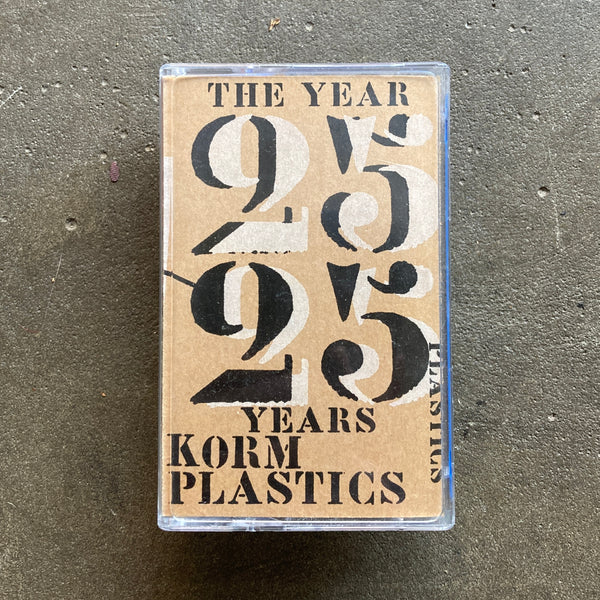 THE YEAR
25
25
YEARS
KORM
PLASTICS
PLASTICS